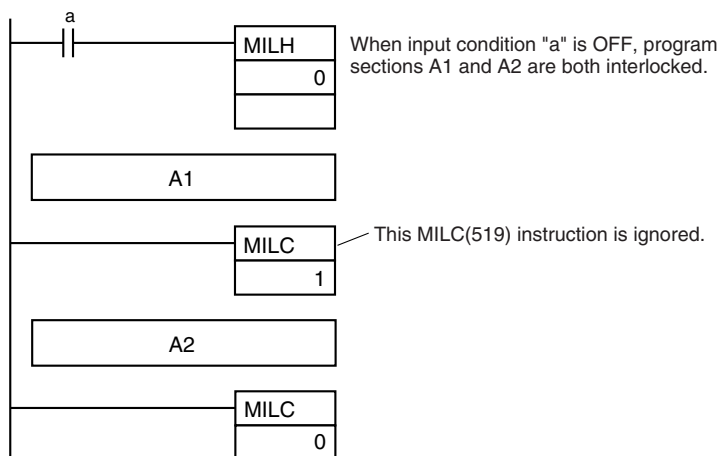 a
MILH
0
When input condition "a" is OFF, program
sections A1 and A2 are both interlocked.
A1
MILC
1
This MILC(519) instruction is ignored.
A2
MILC
0